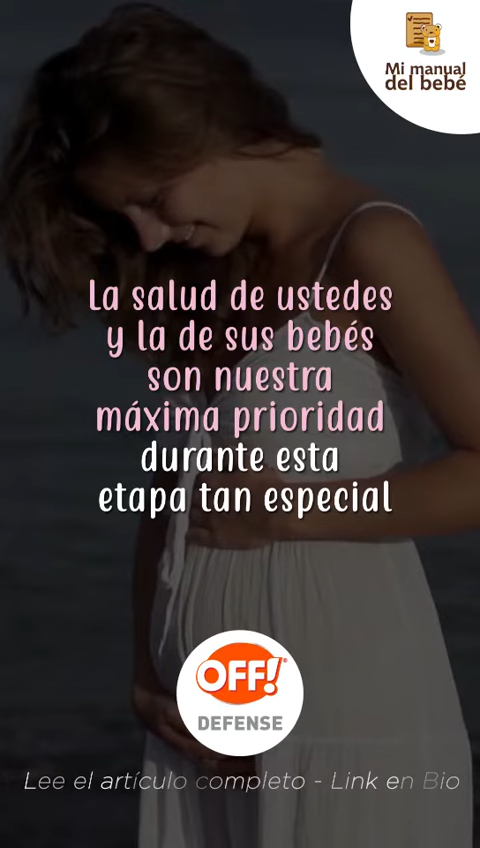 Mi manual
del bebé
La salud de ustedes
y la de sus bebés
son nuestra
máxima prioridad
durante esta
etapa tan especial
OFF!
DEFENSE
Lee el artículo completo - Link en Bio